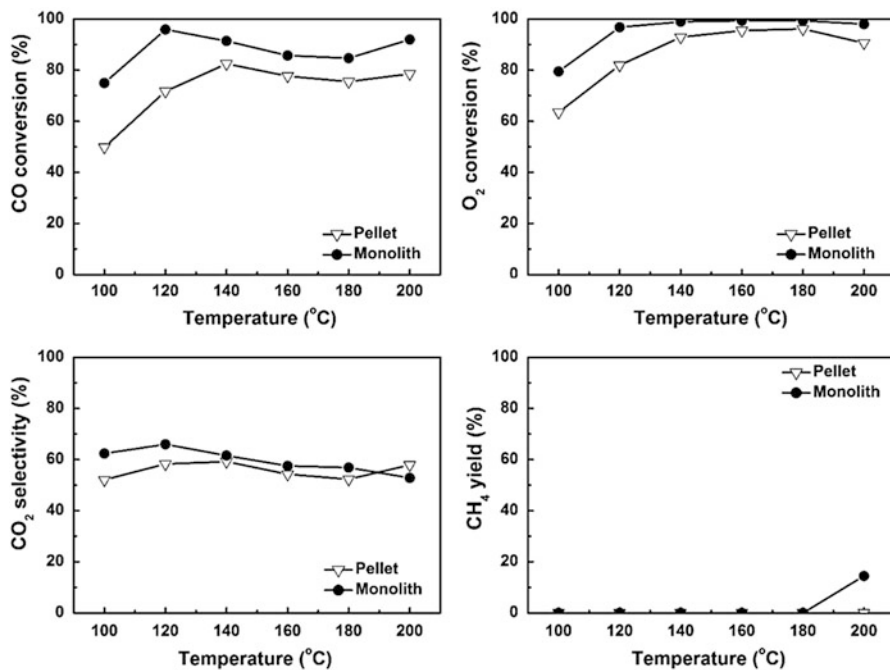 CO conversion (%)
100
80
60
40
20
0
Pellet
Monolith
100 120 140 160 180 200
Temperature (°C)
O₂ conversion (%)
100
80
60
40
20
0
Pellet
Monolith
100 120 140 160 180 200
Temperature (°C)
CO₂ selectivity (%)
100
80
60
40
20
0
Pellet
Monolith
100 120 140 160 180 200
Temperature (°C)
CH₄ yield (%)
100
80
60
40
20
0
Pellet
Monolith
100 120 140 160 180 200
Temperature (°C)